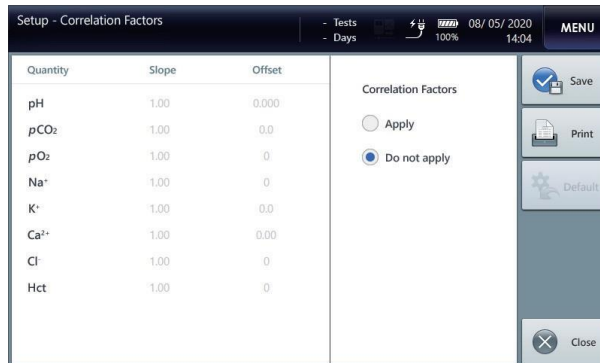 Setup - Correlation Factors
- Tests
- Days
100%
08/ 05/ 2020
14:04
MENU
Quantity Slope Offset
pH 1.00 0.000
pCO₂ 1.00 0.0
pO₂ 1.00 0
Na⁺ 1.00 0
K⁺ 1.00 0.0
Ca²⁺ 1.00 0.00
Cl⁻ 1.00 0
Hct 1.00 0
Correlation Factors
Apply
Do not apply
Save
Print
Default
Close